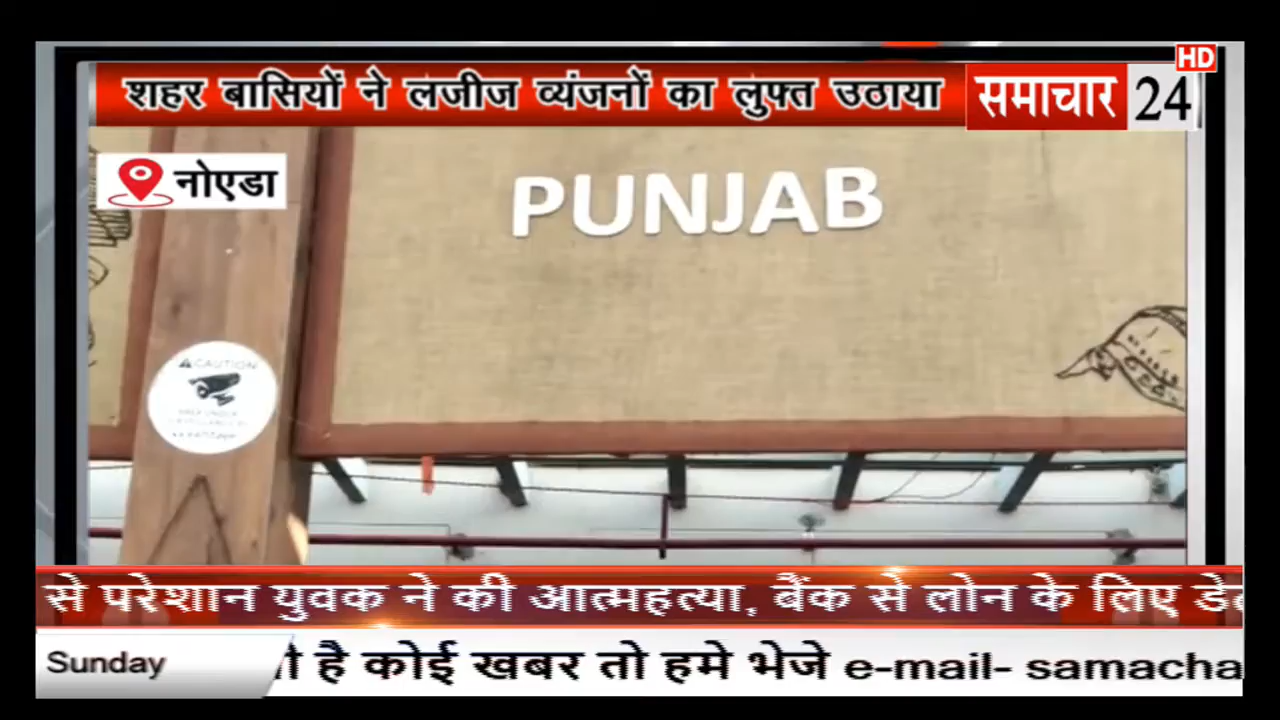 HD
शहर बासियों ने लजीज व्यंजनों का लुफ्त उठाया
समाचार 24
नोएडा
PUNJAB
CAUTION
से परेशान युवक ने की आत्महत्या, बैंक से लोन के लिए
Sunday
है कोई खबर तो हमे भेजे e-mail- samacha